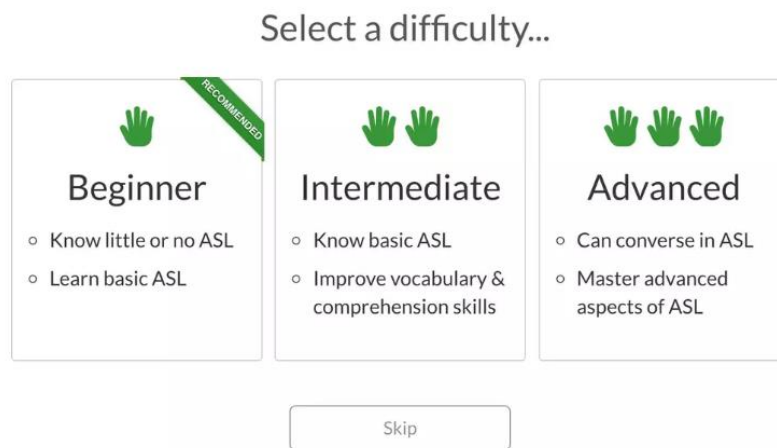 Select a difficulty...
RECOMMENDED
Beginner
Know little or no ASL
Learn basic ASL
Intermediate
Know basic ASL
Improve vocabulary &
comprehension skills
Advanced
Can converse in ASL
Master advanced
aspects of ASL
Skip